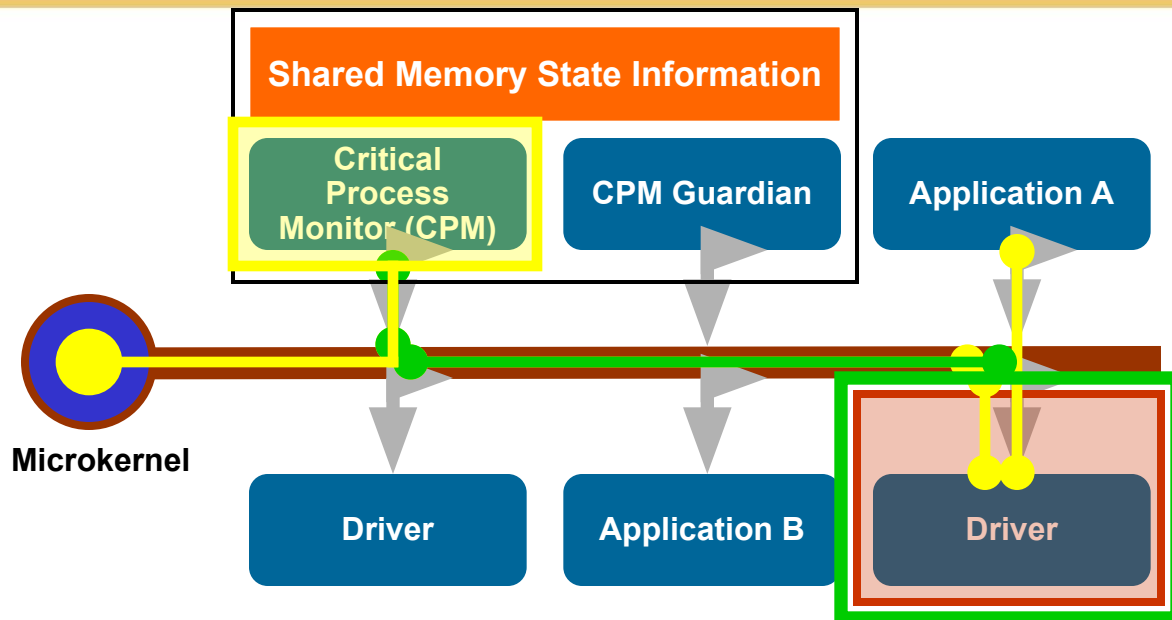 Shared Memory State Information
Critical
Process
Monitor (CPM)
CPM Guardian
Application A
Microkernel
Driver
Application B
Driver